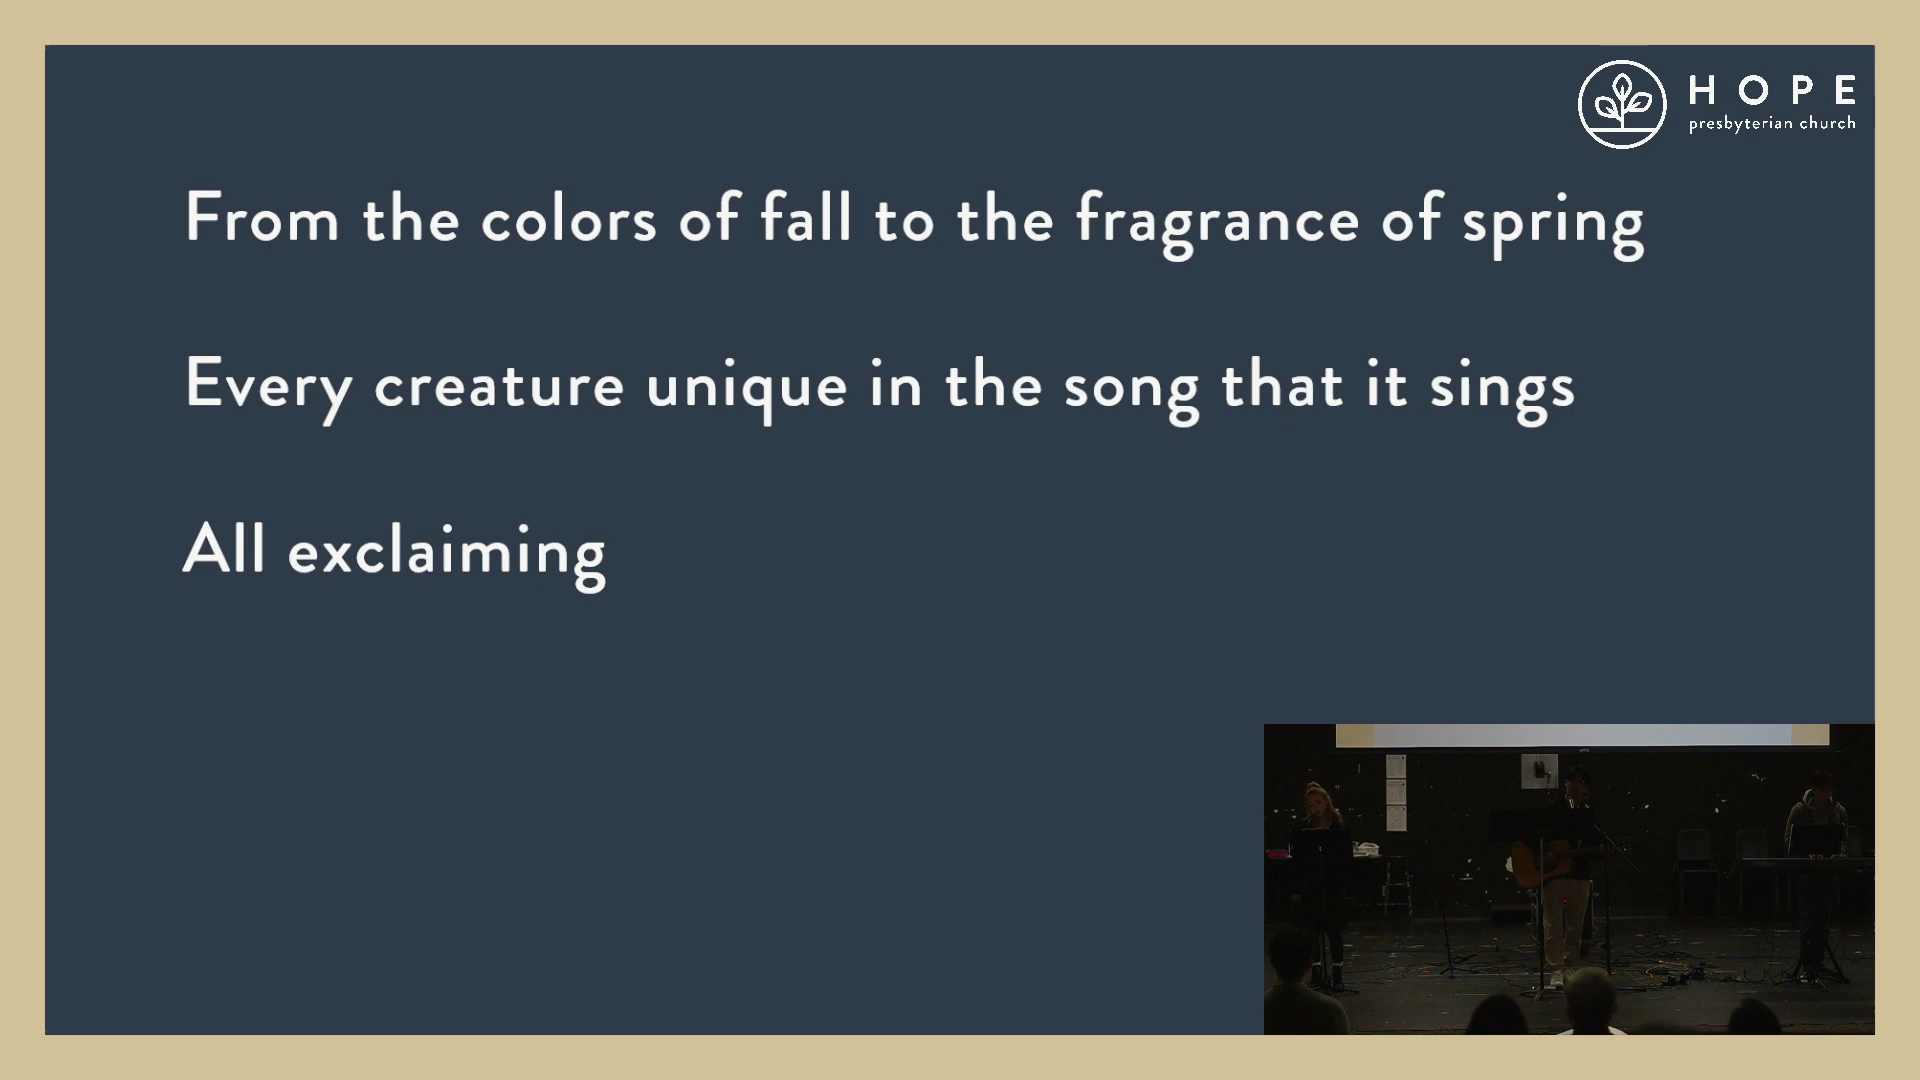 HOPE
presbyterian church
From the colors of fall to the fragrance of spring
Every creature unique in the song that it sings
All exclaiming